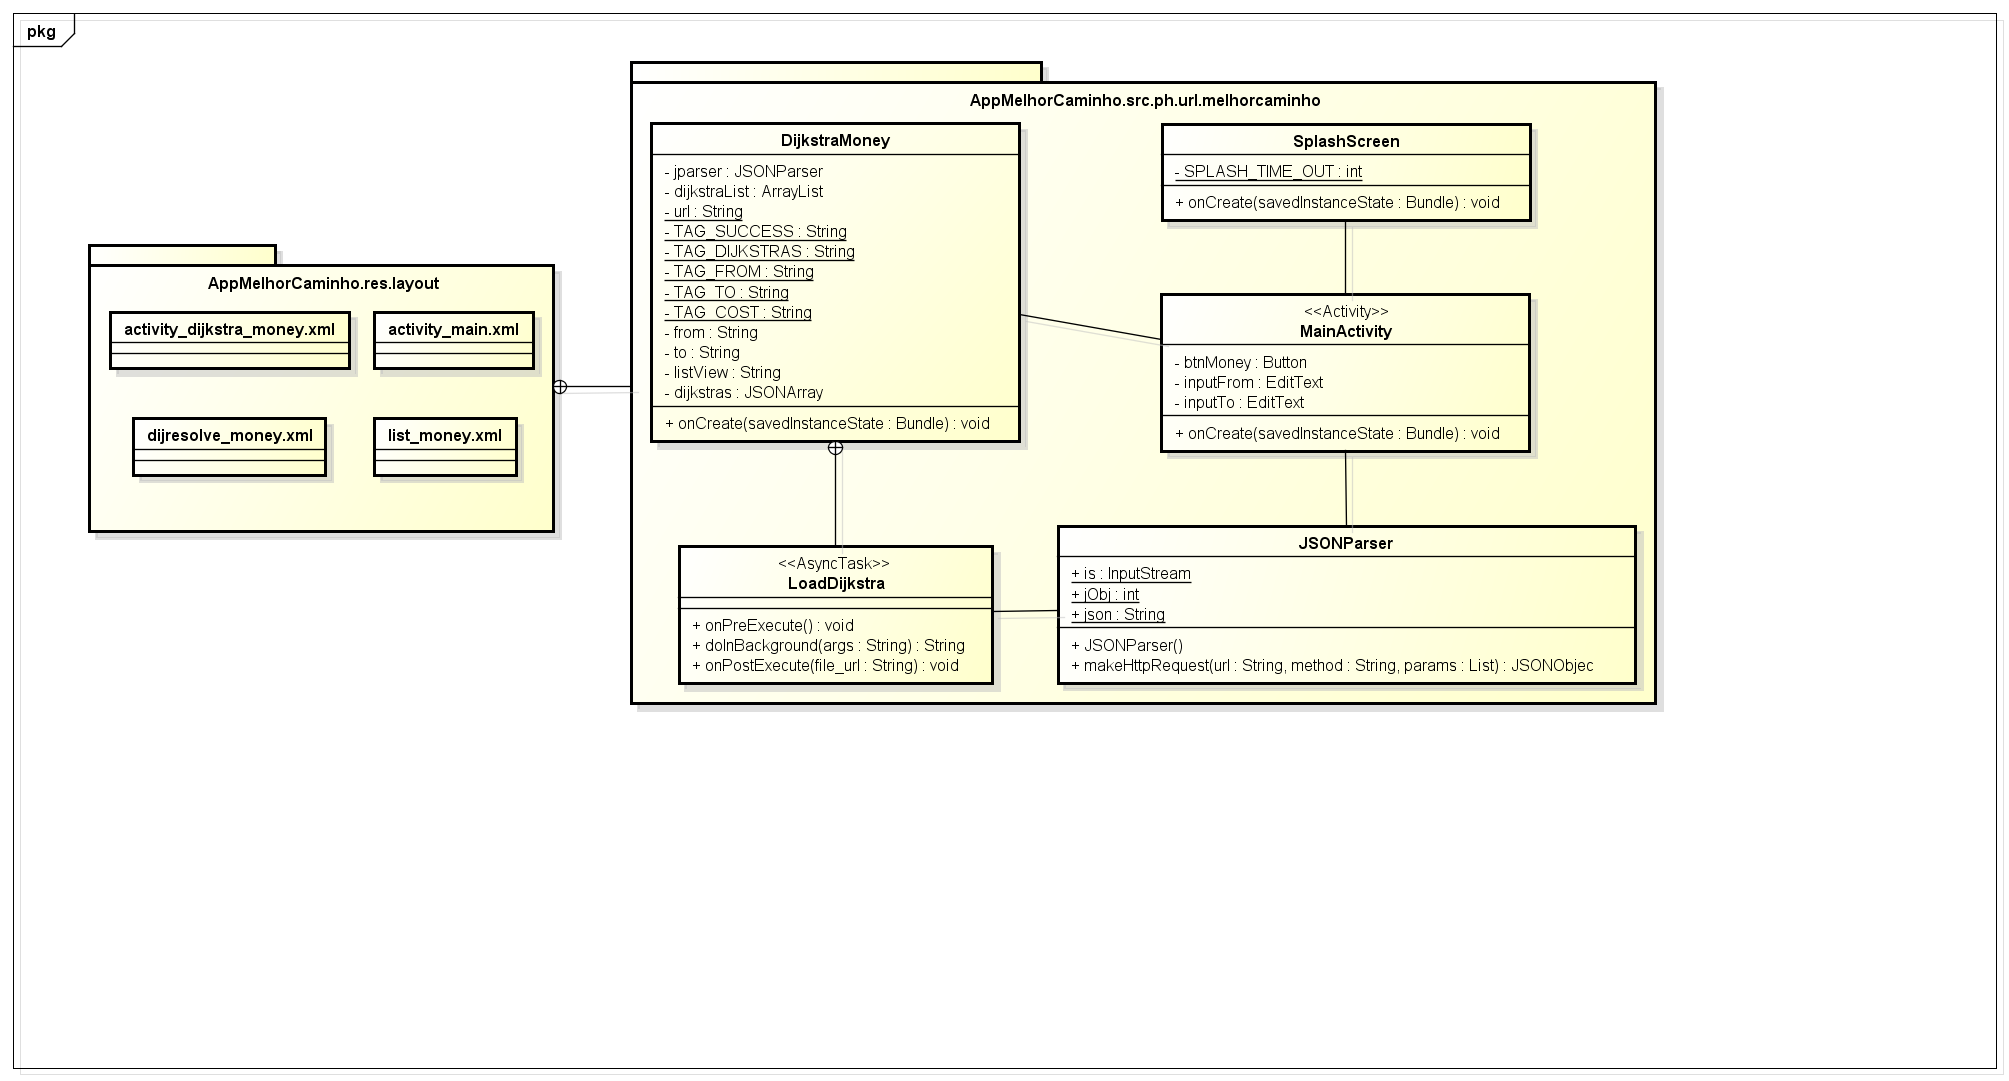 pkg
AppMelhorCaminho.res.layout
activity_dijkstra_money.xml
activity_main.xml
dijresolve_money.xml
list_money.xml
AppMelhorCaminho.src.ph.url.melhorcaminho
DijkstraMoney
- jparser : JSONParser
- dijkstraList : ArrayList
- url : String
- TAG_SUCCESS : String
- TAG_DIJKSTRAS : String
- TAG_FROM : String
- TAG_TO : String
- TAG_COST : String
- from : String
- to : String
- listView : String
- dijkstras : JSONArray
+ onCreate(savedInstanceState : Bundle) : void
SplashScreen
- SPLASH_TIME_OUT : int
+ onCreate(savedInstanceState : Bundle) : void
<<Activity>>
MainActivity
- btnMoney : Button
- inputFrom : EditText
- inputTo : EditText
+ onCreate(savedInstanceState : Bundle) : void
<<AsyncTask>>
LoadDijkstra
+ onPreExecute() : void
+ doInBackground(args : String) : String
+ onPostExecute(file_url : String) : void
JSONParser
+ is : InputStream
+ jObj : int
+ json : String
+ JSONParser()
+ makeHttpRequest(url : String, method : String, params : List) : JSONObjec